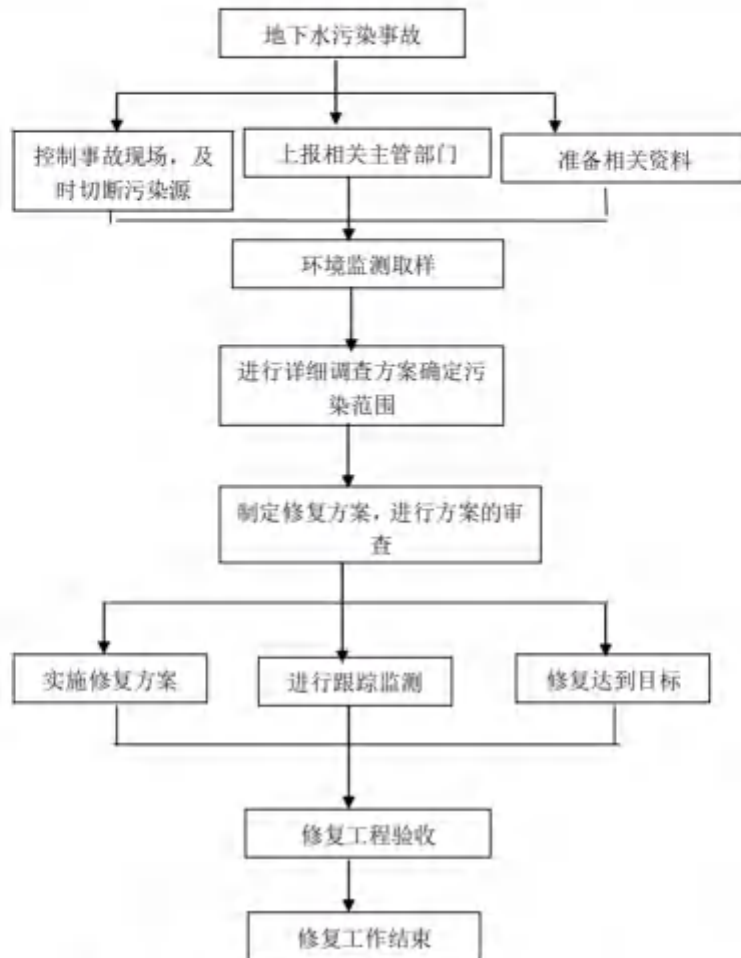 地下水污染事故
控制事故现场，及
时切断污染源
上报相关主管部门
准备相关资料
环境监测取样
进行详细调查方案确定污
染范围
制定修复方案，进行方案的审
查
实施修复方案
进行跟踪监测
修复达到目标
修复工程验收
修复工作结束